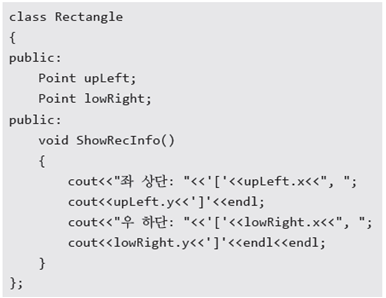 class Rectangle
{
public:
    Point upLeft;
    Point lowRight;
public:
    void ShowRecInfo()
    {
        cout<<"좌 상단: "<<'['<<upLeft.x<<", ";
        cout<<upLeft.y<<']'<<endl;
        cout<<"우 하단: "<<'['<<lowRight.x<<", ";
        cout<<lowRight.y<<']'<<endl<<endl;
    }
};